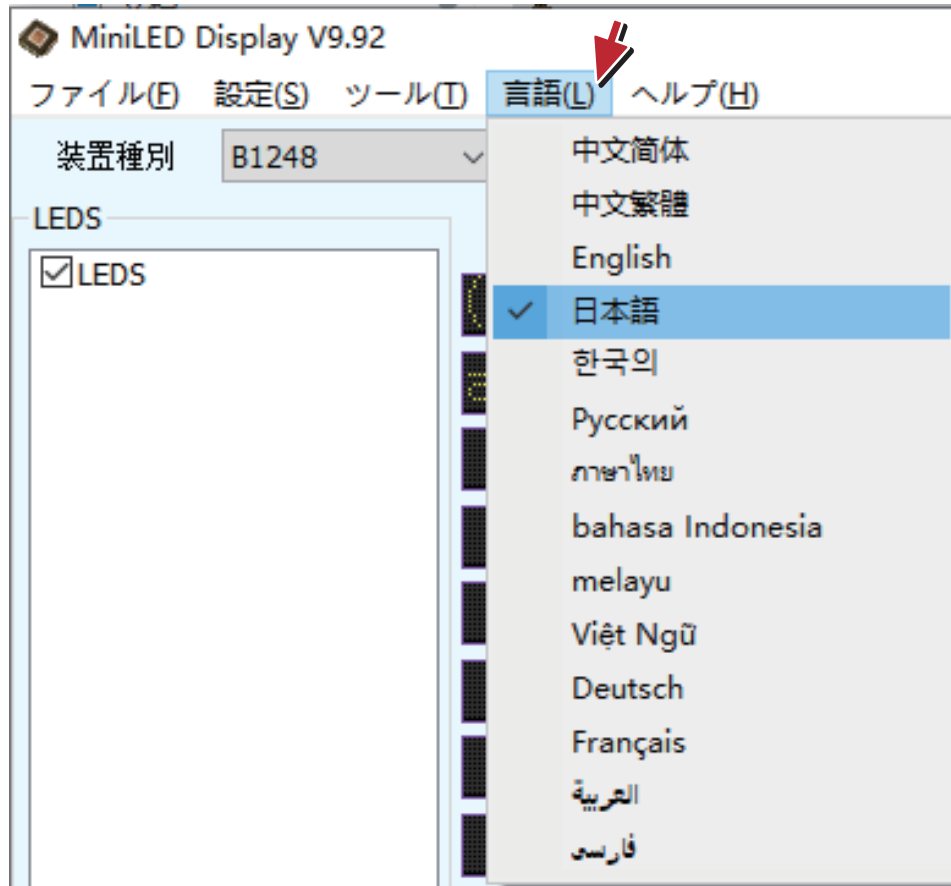 MiniLED Display V9.92
ファイル(F) 設定(S) ツール(T) 言語(L) ヘルプ(H)
装置種別 B1248
LEDS
LEDS
中文简体
中文繁體
English
日本語
한국의
Русский
ภาษาไทย
bahasa Indonesia
melayu
Việt Ngữ
Deutsch
Français
العربية
فارسی